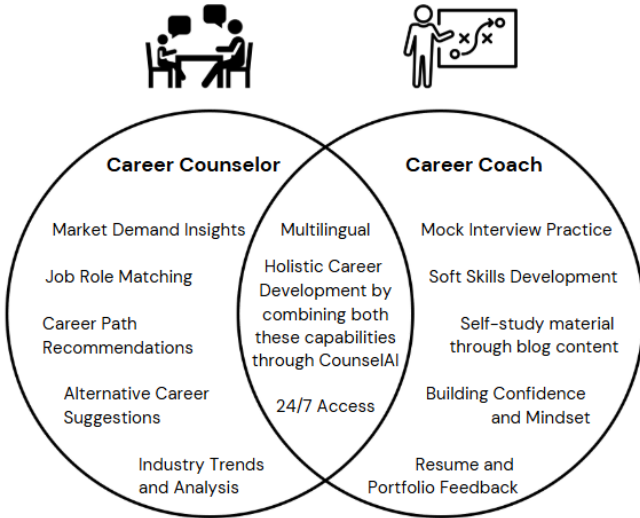 Career Counselor
Market Demand Insights
Job Role Matching
Career Path
Recommendations
Alternative Career
Suggestions
Industry Trends
and Analysis
Multilingual
Holistic Career
Development by
combining both
these capabilities
through CounselAI
24/7 Access
Career Coach
Mock Interview Practice
Soft Skills Development
Self-study material
through blog content
Building Confidence
and Mindset
Resume and
Portfolio Feedback